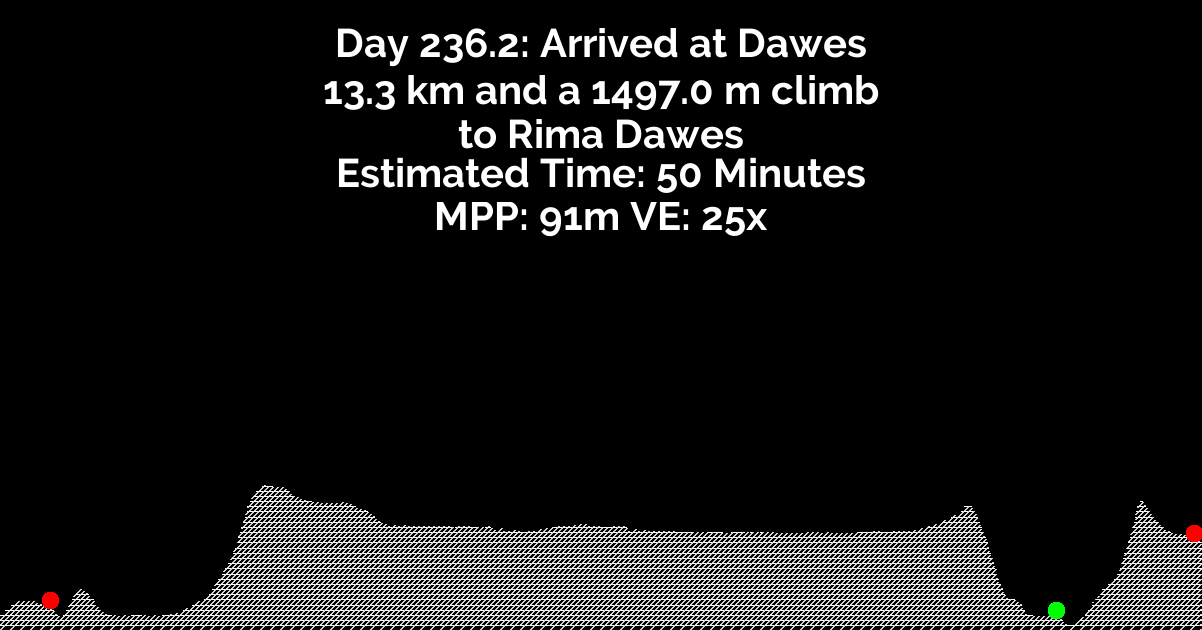 Day 236.2: Arrived at Dawes
13.3 km and a 1497.0 m climb
to Rima Dawes
Estimated Time: 50 Minutes
MPP: 91m VE: 25x